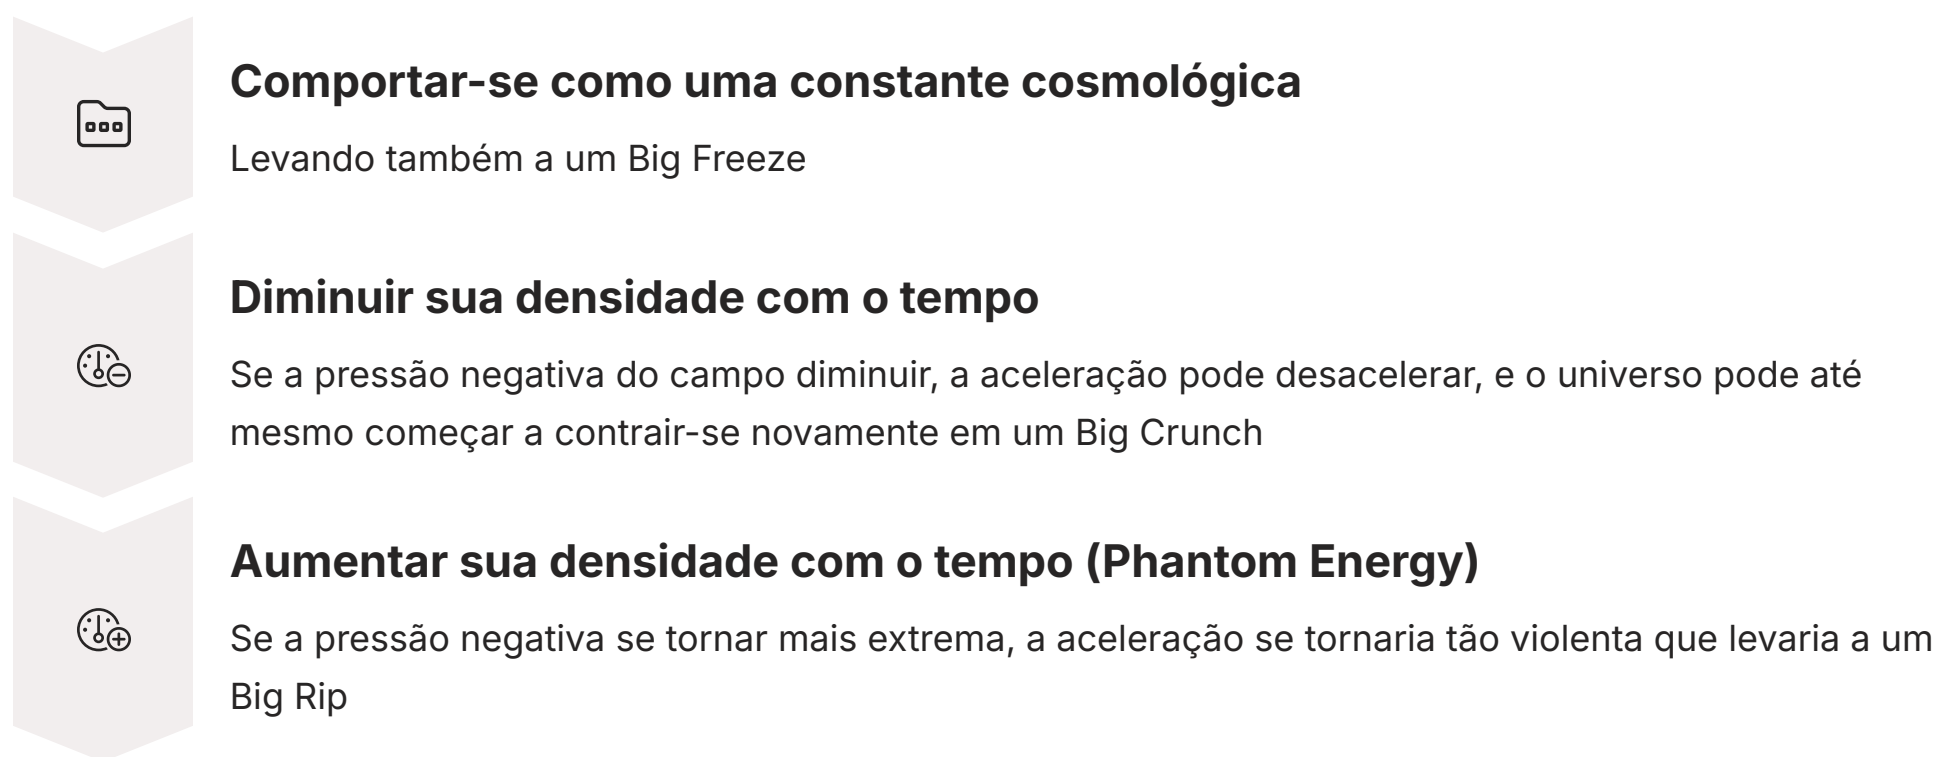 Comportar-se como uma constante cosmológica
Levando também a um Big Freeze
Diminuir sua densidade com o tempo
Se a pressão negativa do campo diminuir, a aceleração pode desacelerar, e o universo pode até
mesmo começar a contrair-se novamente em um Big Crunch
Aumentar sua densidade com o tempo (Phantom Energy)
Se a pressão negativa se tornar mais extrema, a aceleração se tornaria tão violenta que levaria a um
Big Rip